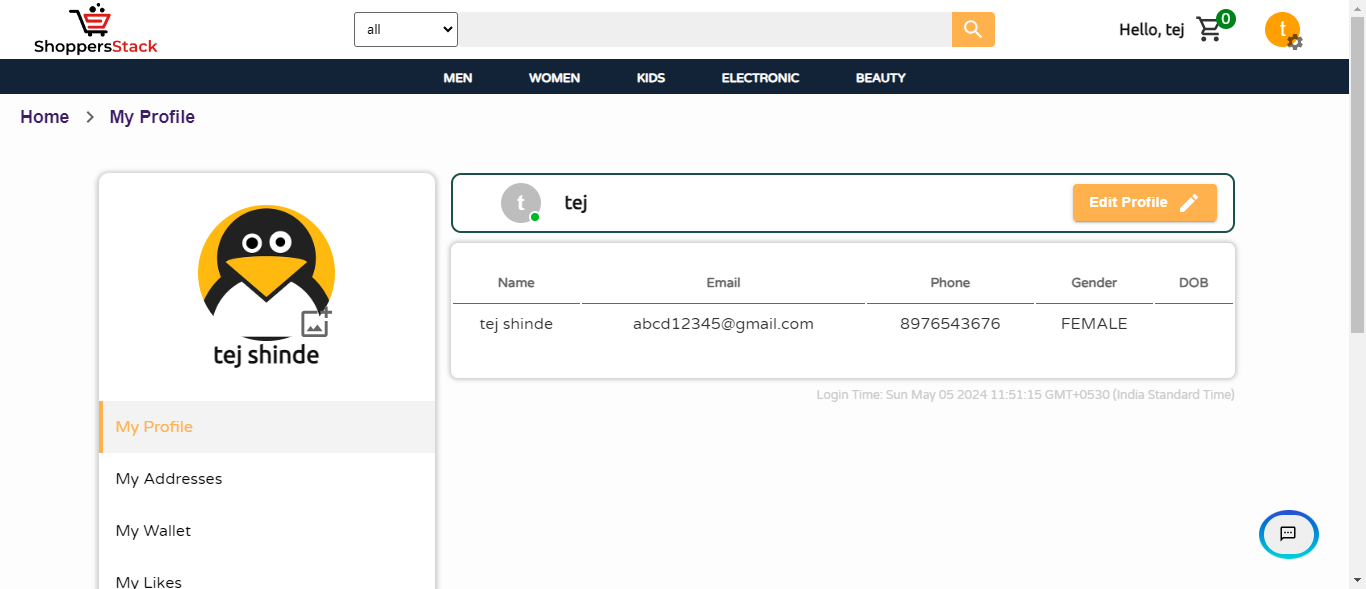 all
Hello, tej
0
t
ShoppersStack
MEN WOMEN KIDS ELECTRONIC BEAUTY
Home > My Profile
t tej Edit Profile
Name Email Phone Gender DOB
tej shinde abcd12345@gmail.com 8976543676 FEMALE
Login Time: Sun May 05 2024 11:51:15 GMT+0530 (India Standard Time)
tej shinde
My Profile
My Addresses
My Wallet
My Likes